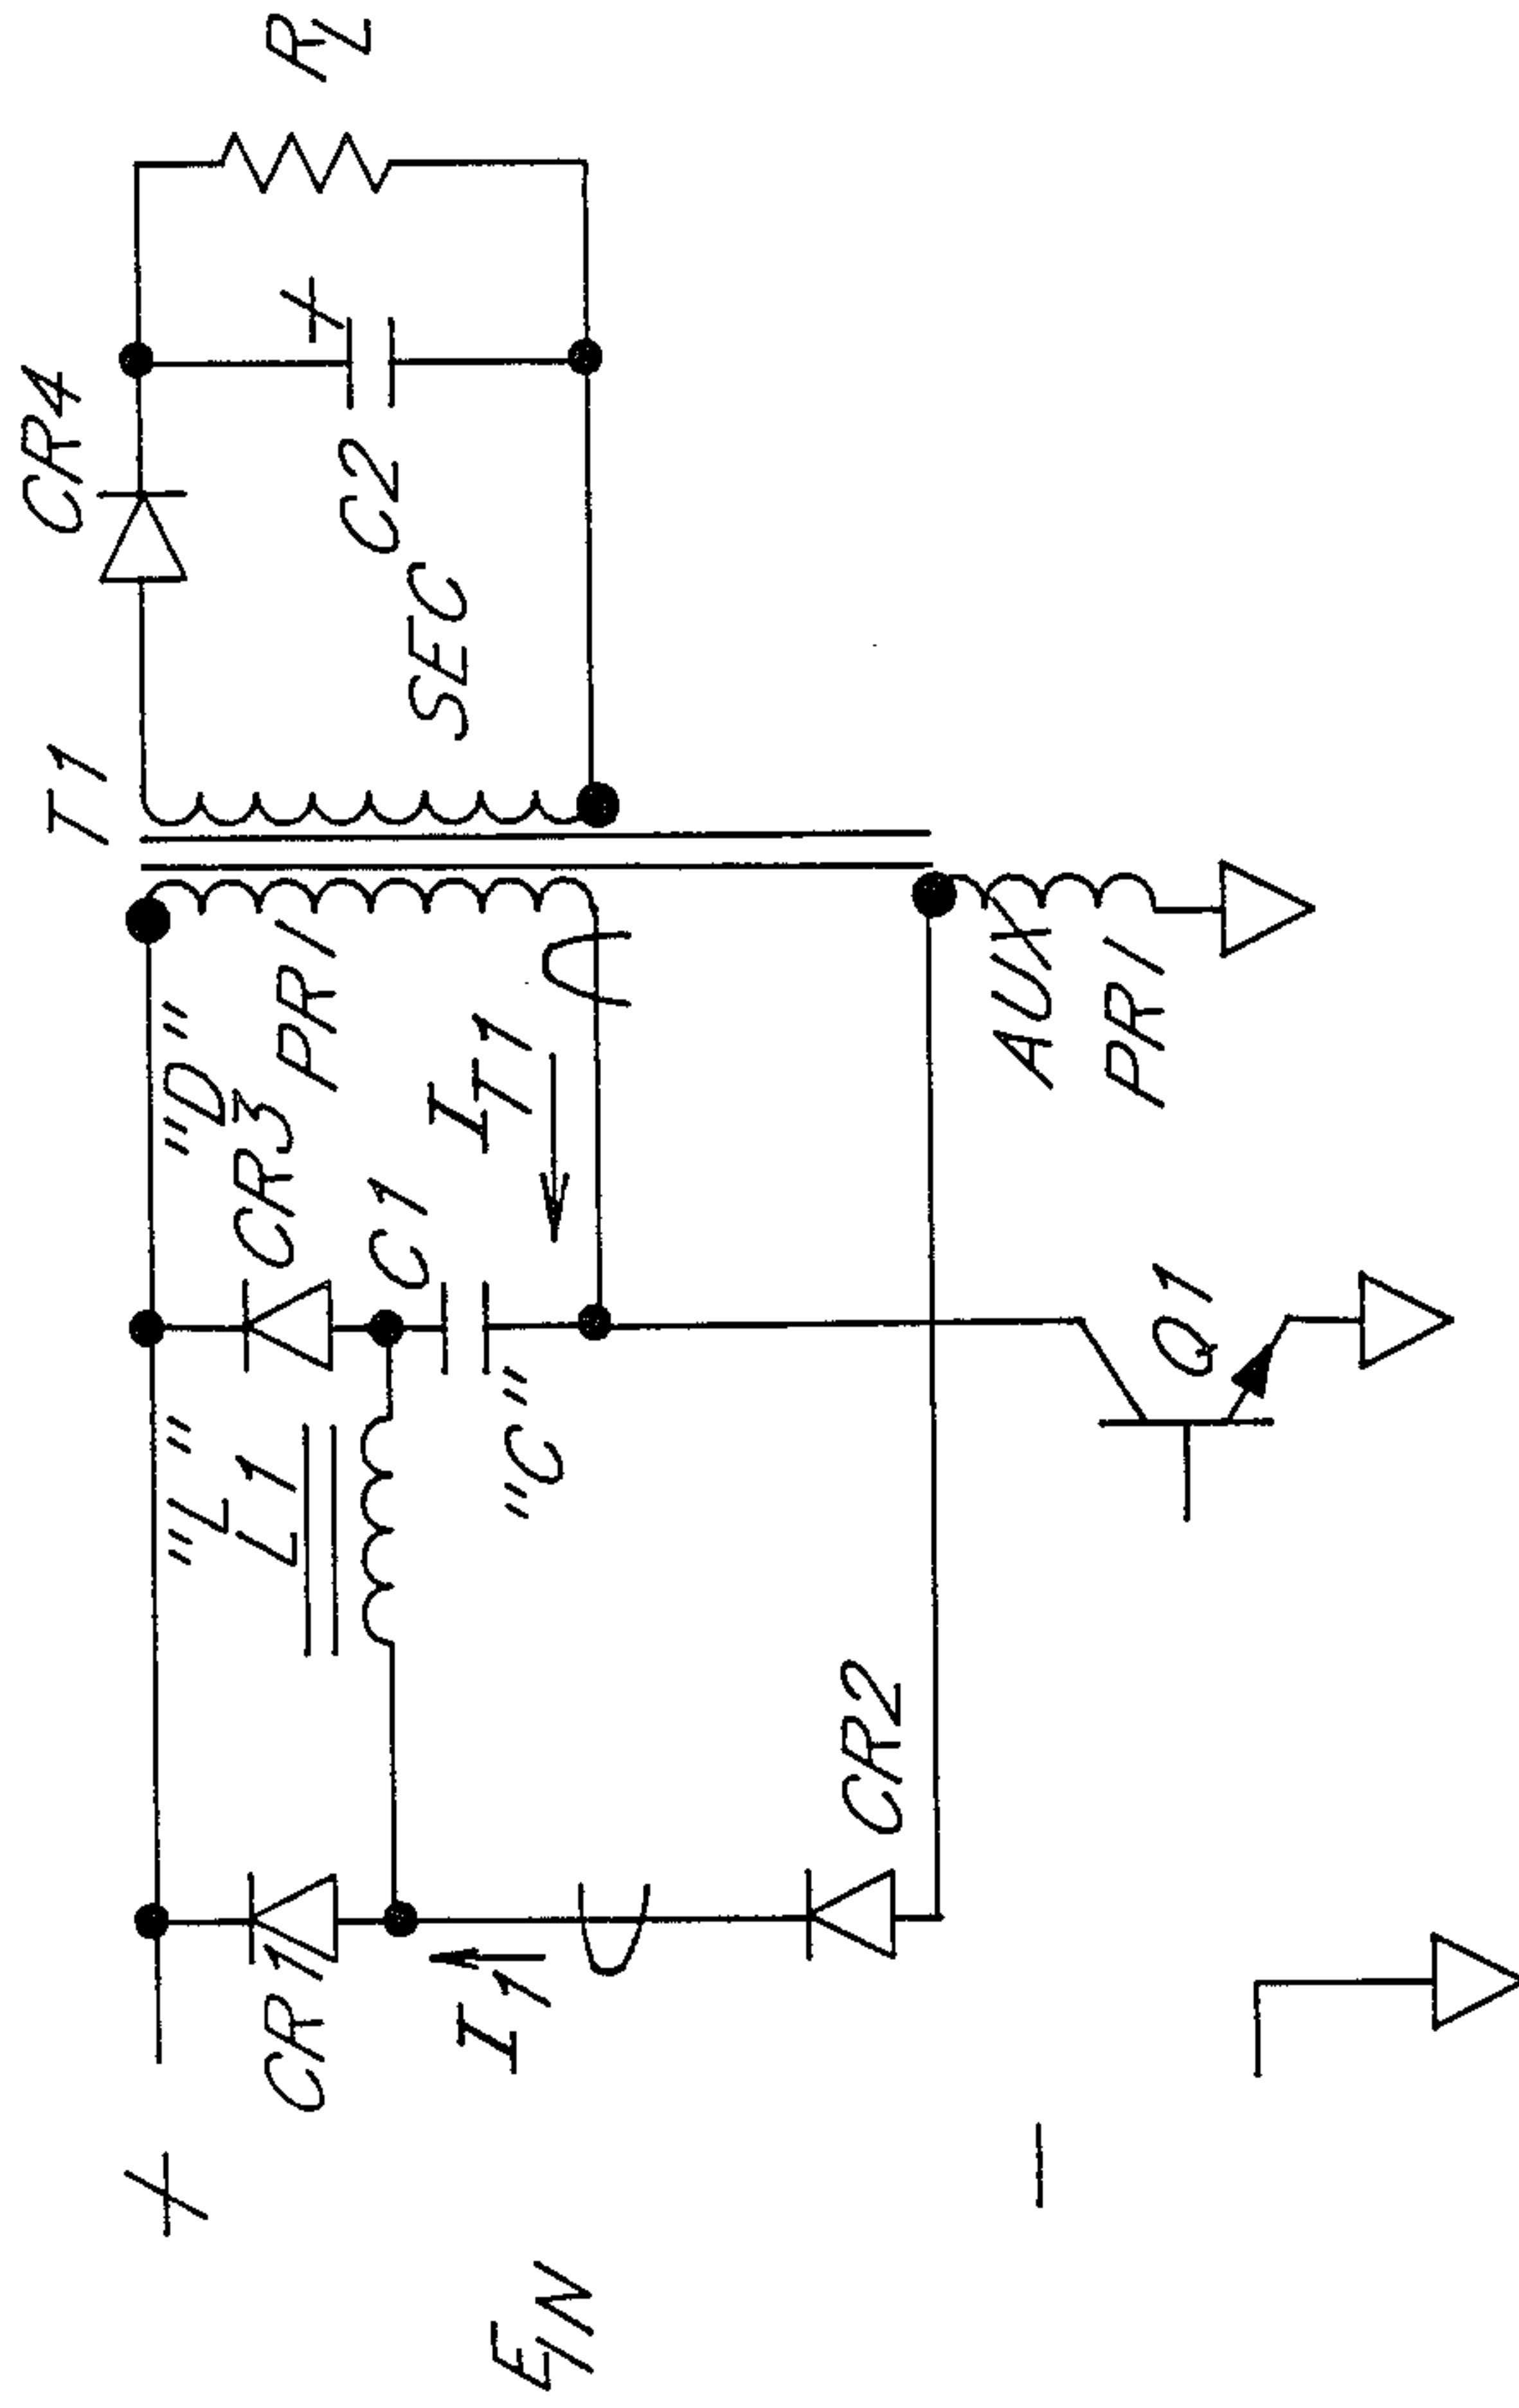 T1
CR4
R_L
"L"
"D"
L1
CR3
PRI
CR1
C1
C2
+
+
I_T1
SEC
I_1
"C"
E_IN
CR2
AUX
PRI
Q1
−